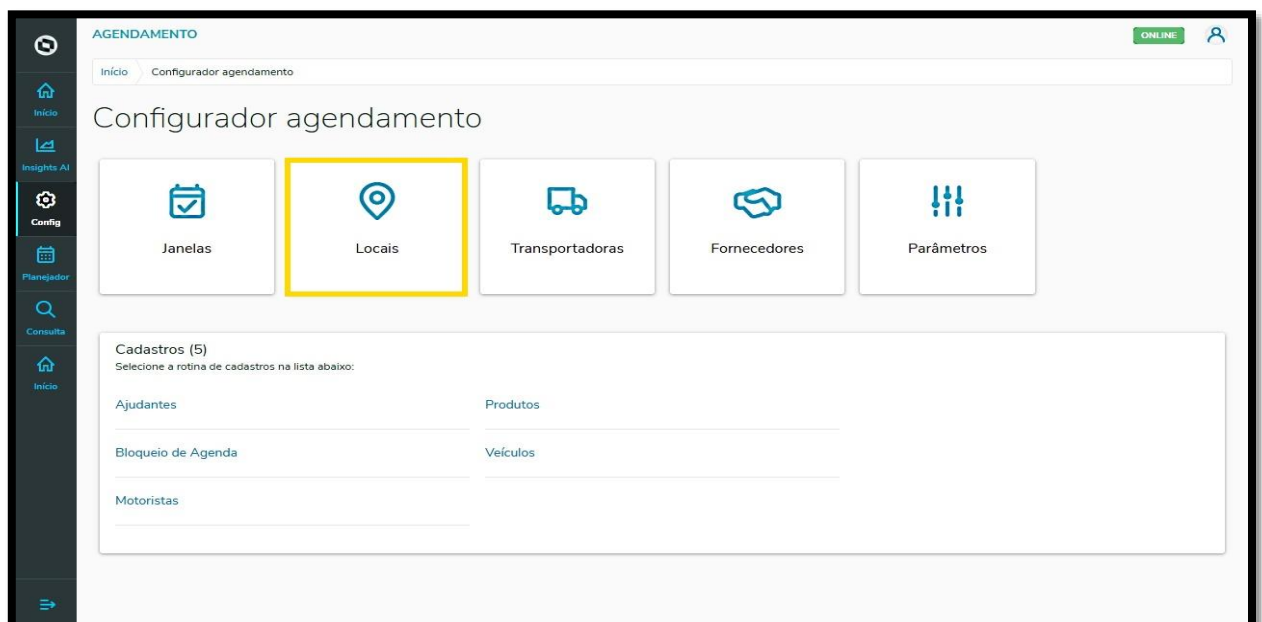 AGENDAMENTO
ONLINE
Início
Configurador agendamento
Início
Insights AI
Config
Planejador
Consulta
Início
Configurador agendamento
Janelas
Locais
Transportadoras
Fornecedores
Parâmetros
Cadastros (5)
Selecione a rotina de cadastros na lista abaixo:
Ajudantes
Produtos
Bloqueio de Agenda
Veículos
Motoristas